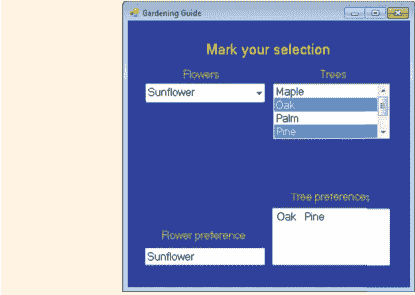 Gardening Guide
Mark your selection
Flowers
Trees
Sunflower
Maple
Oak
Palm
Pine
Tree preferences
Oak Pine
Flower preference
Sunflower